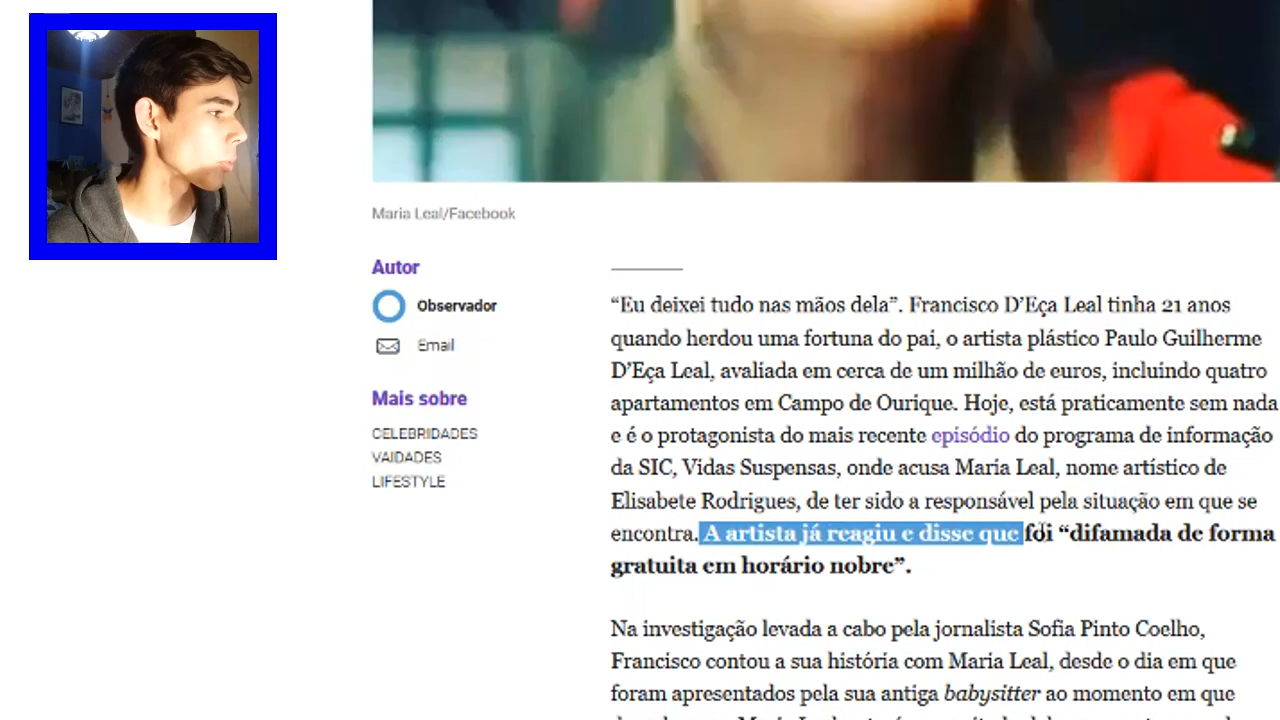 Maria Leal/Facebook
Autor
Observador
Email
Mais sobre
CELEBRIDADES
VAIDADES
LIFESTYLE
“Eu deixei tudo nas mãos dela”. Francisco D’Eça Leal tinha 21 anos
quando herdou uma fortuna do pai, o artista plástico Paulo Guilherme
D’Eça Leal, avaliada em cerca de um milhão de euros, incluindo quatro
apartamentos em Campo de Ourique. Hoje, está praticamente sem nada
e é o protagonista do mais recente episódio do programa de informação
da SIC, Vidas Suspensas, onde acusa Maria Leal, nome artístico de
Elisabete Rodrigues, de ter sido a responsável pela situação em que se
encontra. A artista já reagiu e disse que foi “difamada de forma
gratuita em horário nobre”.
Na investigação levada a cabo pela jornalista Sofia Pinto Coelho,
Francisco contou a sua história com Maria Leal, desde o dia em que
foram apresentados pela sua antiga babysitter ao momento em que